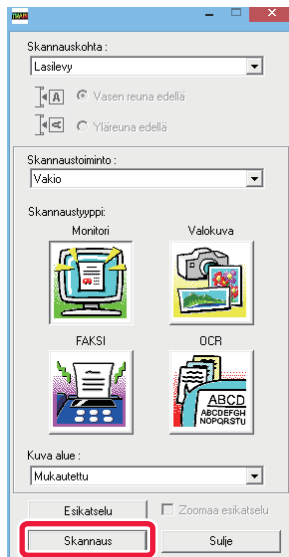 Skannauskohta :
Lasilevy
A Vasen reuna edellä
A Yläreuna edellä
Skannaustoiminto :
Vakio
Skannaustyyppi:
Monitori Valokuva
FAKSI OCR
ABCD
ABCDEFGH
NOPQRSTU
Kuva alue :
Mukautettu
Esikatselu Zoomaa esikatselu
Skannaus Sulje